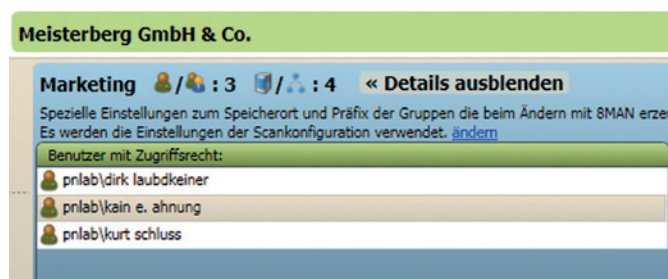 Meisterberg GmbH & Co.
Marketing / : 3 / : 4 « Details ausblenden
Spezielle Einstellungen zum Speicherort und Präfix der Gruppen die beim Ändern mit 8MAN
Es werden die Einstellungen der Scankonfiguration verwendet. ändern
Benutzer mit Zugriffsrecht:
pnlab\dirk laubdkeiner
pnlab\kain e. ahnung
pnlab\kurt schluss